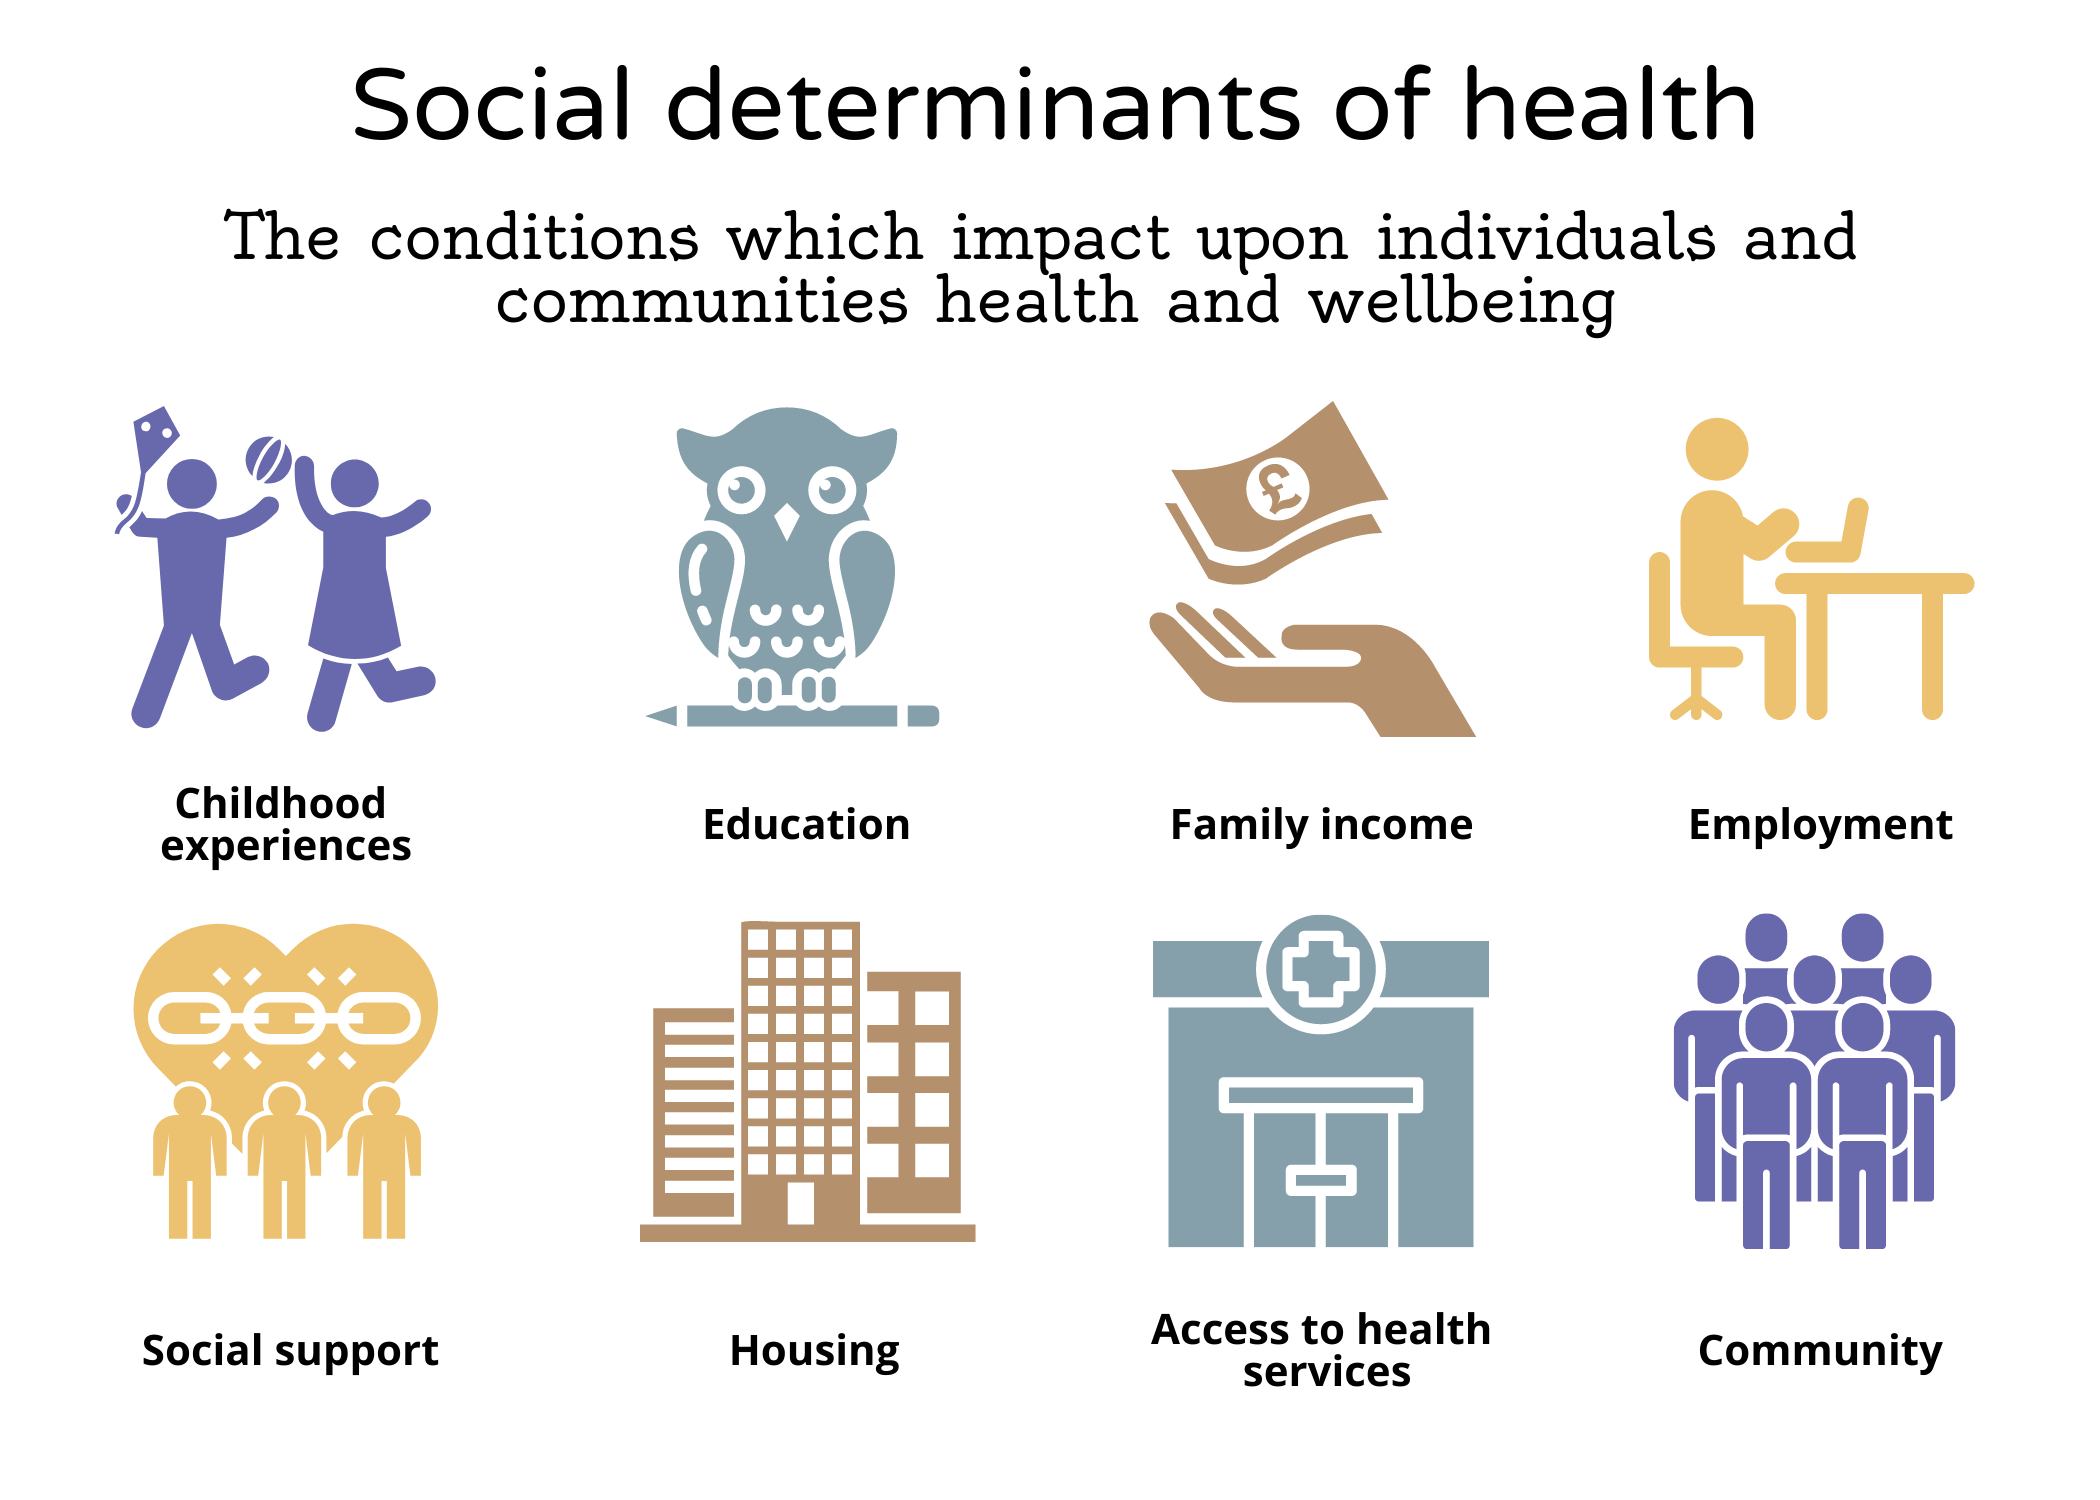 Social determinants of health
The conditions which impact upon individuals and
communities health and wellbeing
£
Childhood
experiences
Education
Family income
Employment
Social support
Housing
Access to health
services
Community